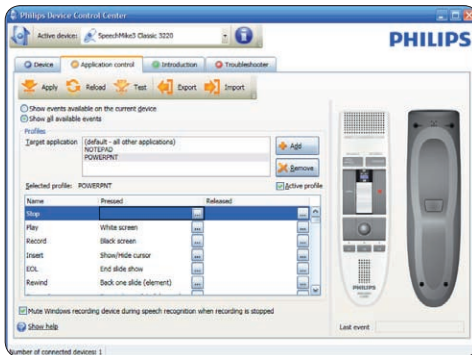 Philips Device Control Center
Active device: SpeechMike3 Classic 3220
PHILIPS
Device Application control Introduction Troubleshooter
Apply Reload Test Export Import
Show events available on the current device
Show all available events
Profiles
Target application
(default - all other applications)
NOTEPAD
POWERPNT
Add
Remove
Selected profile: POWERPNT
Active profile
Name Pressed Released
Stop
Play White screen
Record Black screen
Insert Show/Hide cursor
EOL End slide show
Rewind Back one slide (element)
Mute Windows recording device during speech recognition when recording is stopped
Show help
PHILIPS
Last event
Number of connected devices: 1